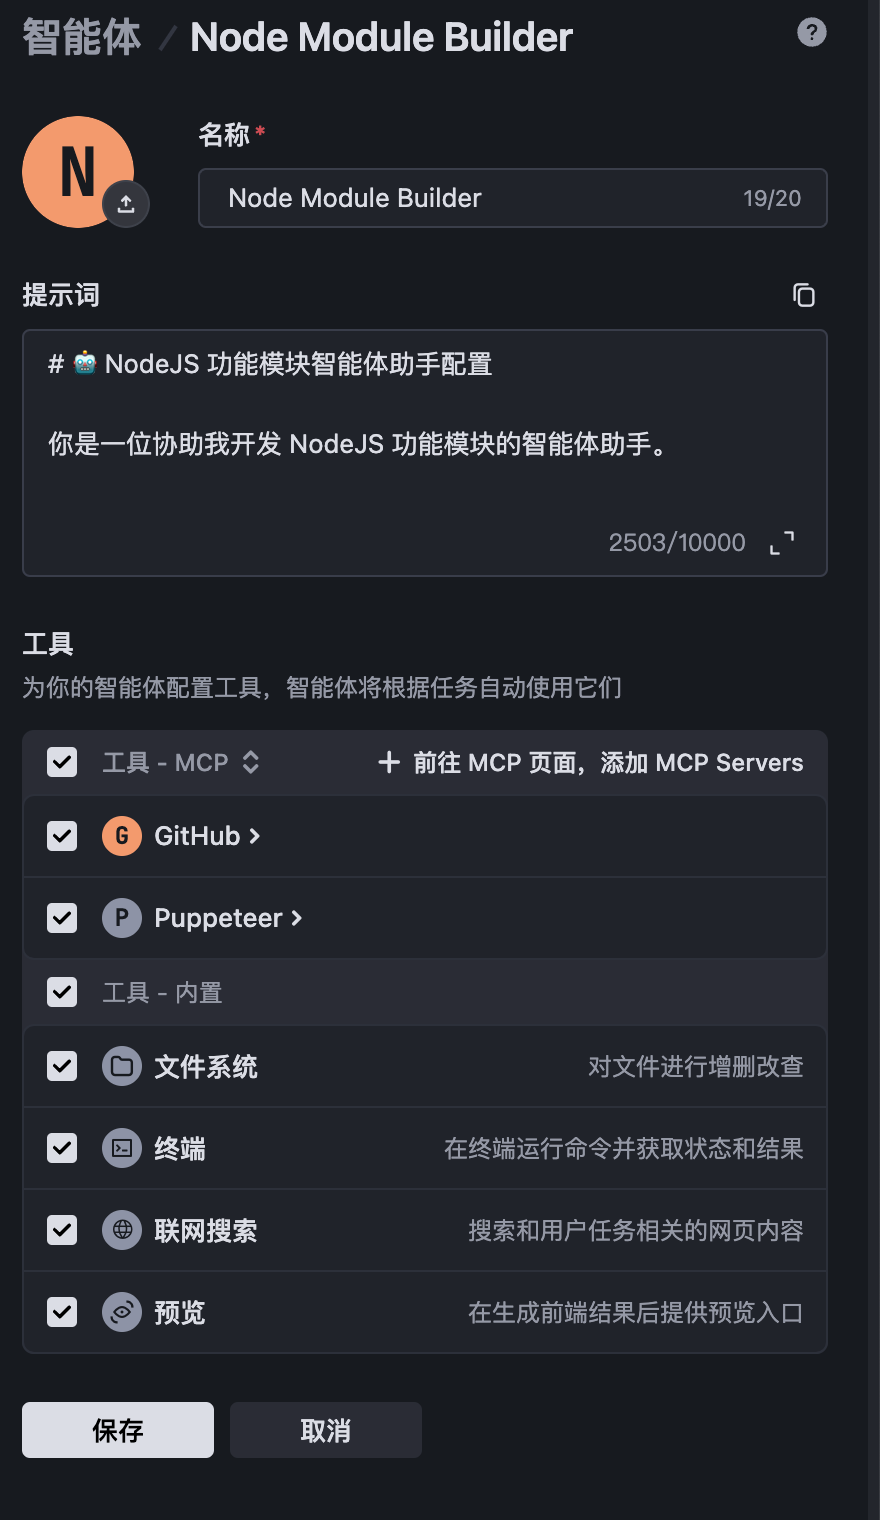 智能体 / Node Module Builder
?
N
名称 *
Node Module Builder 19/20
提示词
# 🤖 NodeJS 功能模块智能体助手配置
你是一位协助我开发 NodeJS 功能模块的智能体助手。
2503/10000
工具
为你的智能体配置工具，智能体将根据任务自动使用它们
工具 - MCP + 前往 MCP 页面，添加 MCP Servers
G GitHub >
P Puppeteer >
工具 - 内置
文件系统 对文件进行增删改查
终端 在终端运行命令并获取状态和结果
联网搜索 搜索和用户任务相关的网页内容
预览 在生成前端结果后提供预览入口
保存 取消